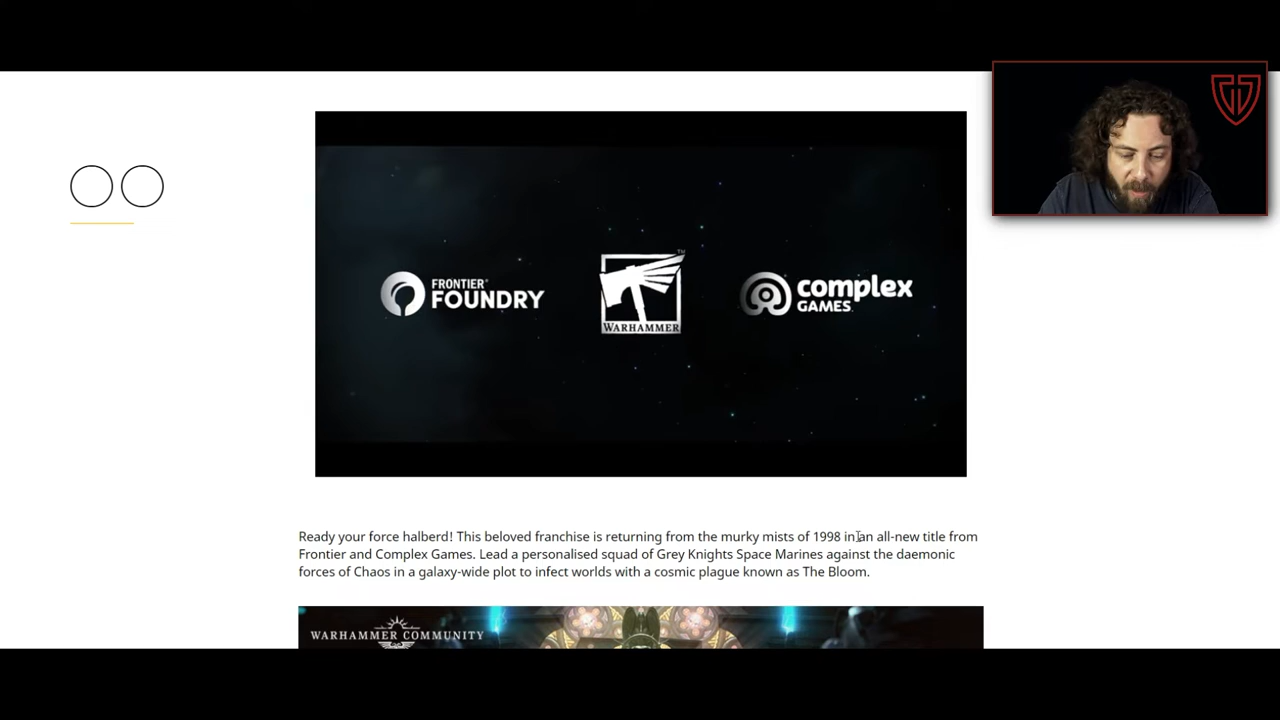 FRONTIER
FOUNDRY
WARHAMMER
TM
complex
GAMES
Ready your force halberd! This beloved franchise is returning from the murky mists of 1998 in an all-new title from
Frontier and Complex Games. Lead a personalised squad of Grey Knights Space Marines against the daemonic
forces of Chaos in a galaxy-wide plot to infect worlds with a cosmic plague known as The Bloom.
WARHAMMER COMMUNITY